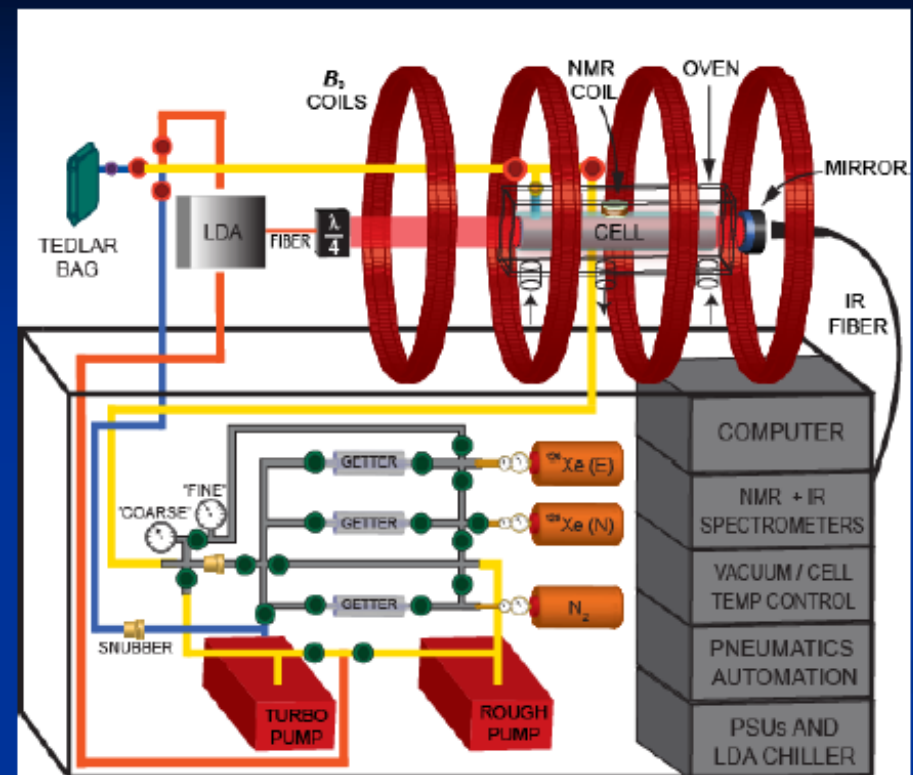 B₀
COILS
NMR
COIL
OVEN
MIRROR
TEDLAR
BAG
LDA
FIBER
λ
4
CELL
IR
FIBER
COMPUTER
NMR + IR
SPECTROMETERS
VACUUM / CELL
TEMP CONTROL
PNEUMATICS
AUTOMATION
PSUs AND
LDA CHILLER
"FINE"
"COARSE"
GETTER
Xe (E)
GETTER
Xe (N)
GETTER
N₂
SNUBBER
TURBO
PUMP
ROUGH
PUMP